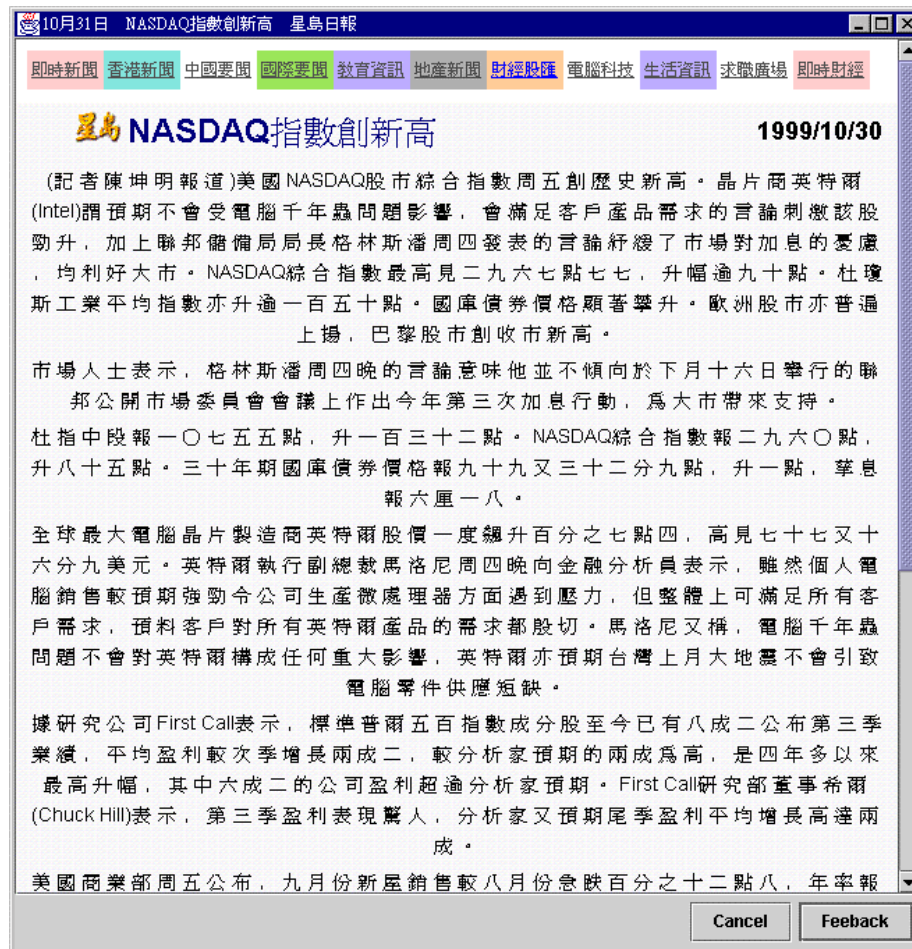 10月31日 NASDAQ指數創新高 星島日報
即時新聞 香港新聞 中國要聞 國際要聞 教育資訊 地產新聞 財經股匯 電腦科技 生活資訊 求職廣場 即時財經
星島 NASDAQ指數創新高 1999/10/30
(記者陳坤明報道)美國NASDAQ股市綜合指數周五創歷史新高。晶片商英特爾
(Intel)謂預期不會受電腦千年蟲問題影響，會滿足客戶產品需求的言論刺激該股
勁升，加上聯邦儲備局局長格林斯潘周四發表的言論紓緩了市場對加息的憂慮
，均利好大市。NASDAQ綜合指數最高見二九六七點七七，升幅逾九十點。杜瓊
斯工業平均指數亦升逾一百五十點。國庫債券價格顯著攀升。歐洲股市亦普遍
上揚，巴黎股市創收市新高。
市場人士表示，格林斯潘周四晚的言論意味他並不傾向於下月十六日舉行的聯
邦公開市場委員會會議上作出今年第三次加息行動，為大市帶來支持。
杜指中段報一〇七五五點，升一百三十二點。NASDAQ綜合指數報二九六〇點，
升八十五點。三十年期國庫債券價格報九十九又三十二分九點，升一點，孳息
報六厘一八。
全球最大電腦晶片製造商英特爾股價一度飆升百分之七點四，高見七十七又十
六分九美元。英特爾執行副總裁馬洛尼周四晚向金融分析員表示，雖然個人電
腦銷售較預期強勁令公司生產微處理器方面遇到壓力，但整體上可滿足所有客
戶需求，預料客戶對所有英特爾產品的需求都殷切。馬洛尼又稱，電腦千年蟲
問題不會對英特爾構成任何重大影響，英特爾亦預期台灣上月大地震不會引致
電腦零件供應短缺。
據研究公司First Call表示，標準普爾五百指數成分股至今已有八成二公布第三季
業績，平均盈利較次季增長兩成二，較分析家預期的兩成為高，是四年多以來
最高升幅，其中六成二的公司盈利超逾分析家預期。First Call研究部董事希爾
(Chuck Hill)表示，第三季盈利表現驚人，分析家又預期尾季盈利平均增長高達兩
成。
美國商業部周五公布，九月份新屋銷售較八月份急跌百分之十二點八，年率報
Cancel Feeback